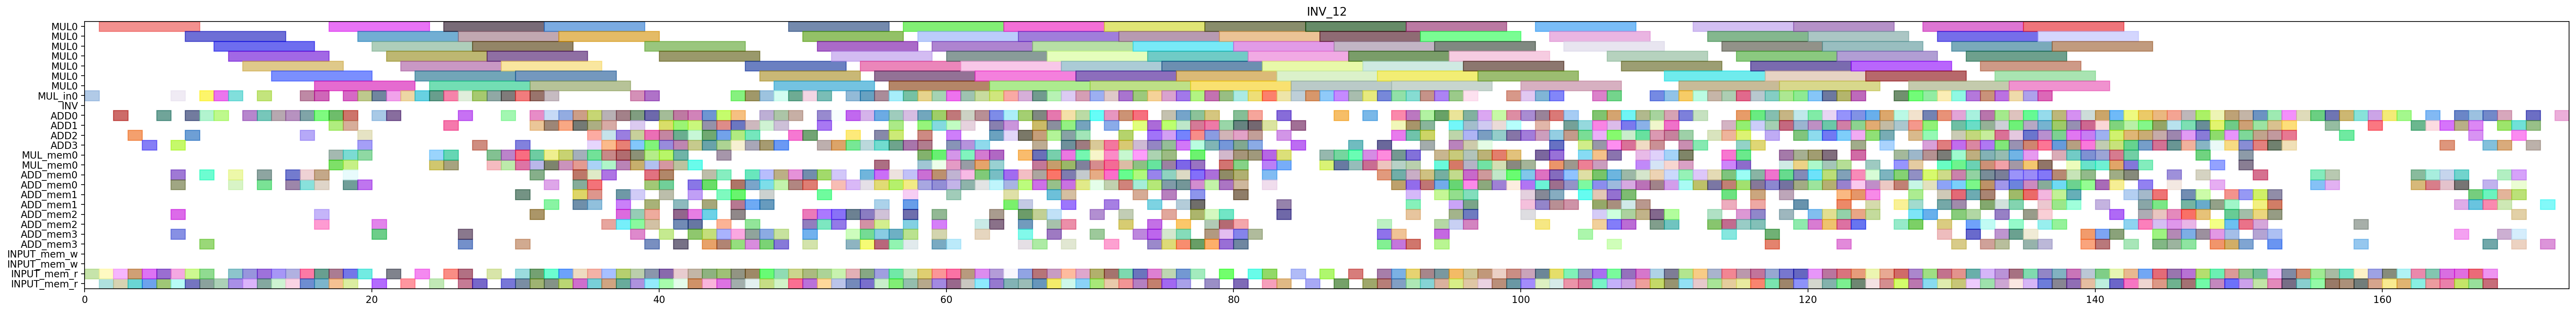 INV_12
MUL0
MUL0
MUL0
MUL0
MUL0
MUL0
MUL0
MUL_in0
INV
ADD0
ADD1
ADD2
ADD3
MUL_mem0
MUL_mem0
ADD_mem0
ADD_mem0
ADD_mem1
ADD_mem1
ADD_mem2
ADD_mem2
ADD_mem3
ADD_mem3
INPUT_mem_w
INPUT_mem_w
INPUT_mem_r
INPUT_mem_r
0 20 40 60 80 100 120 140 160